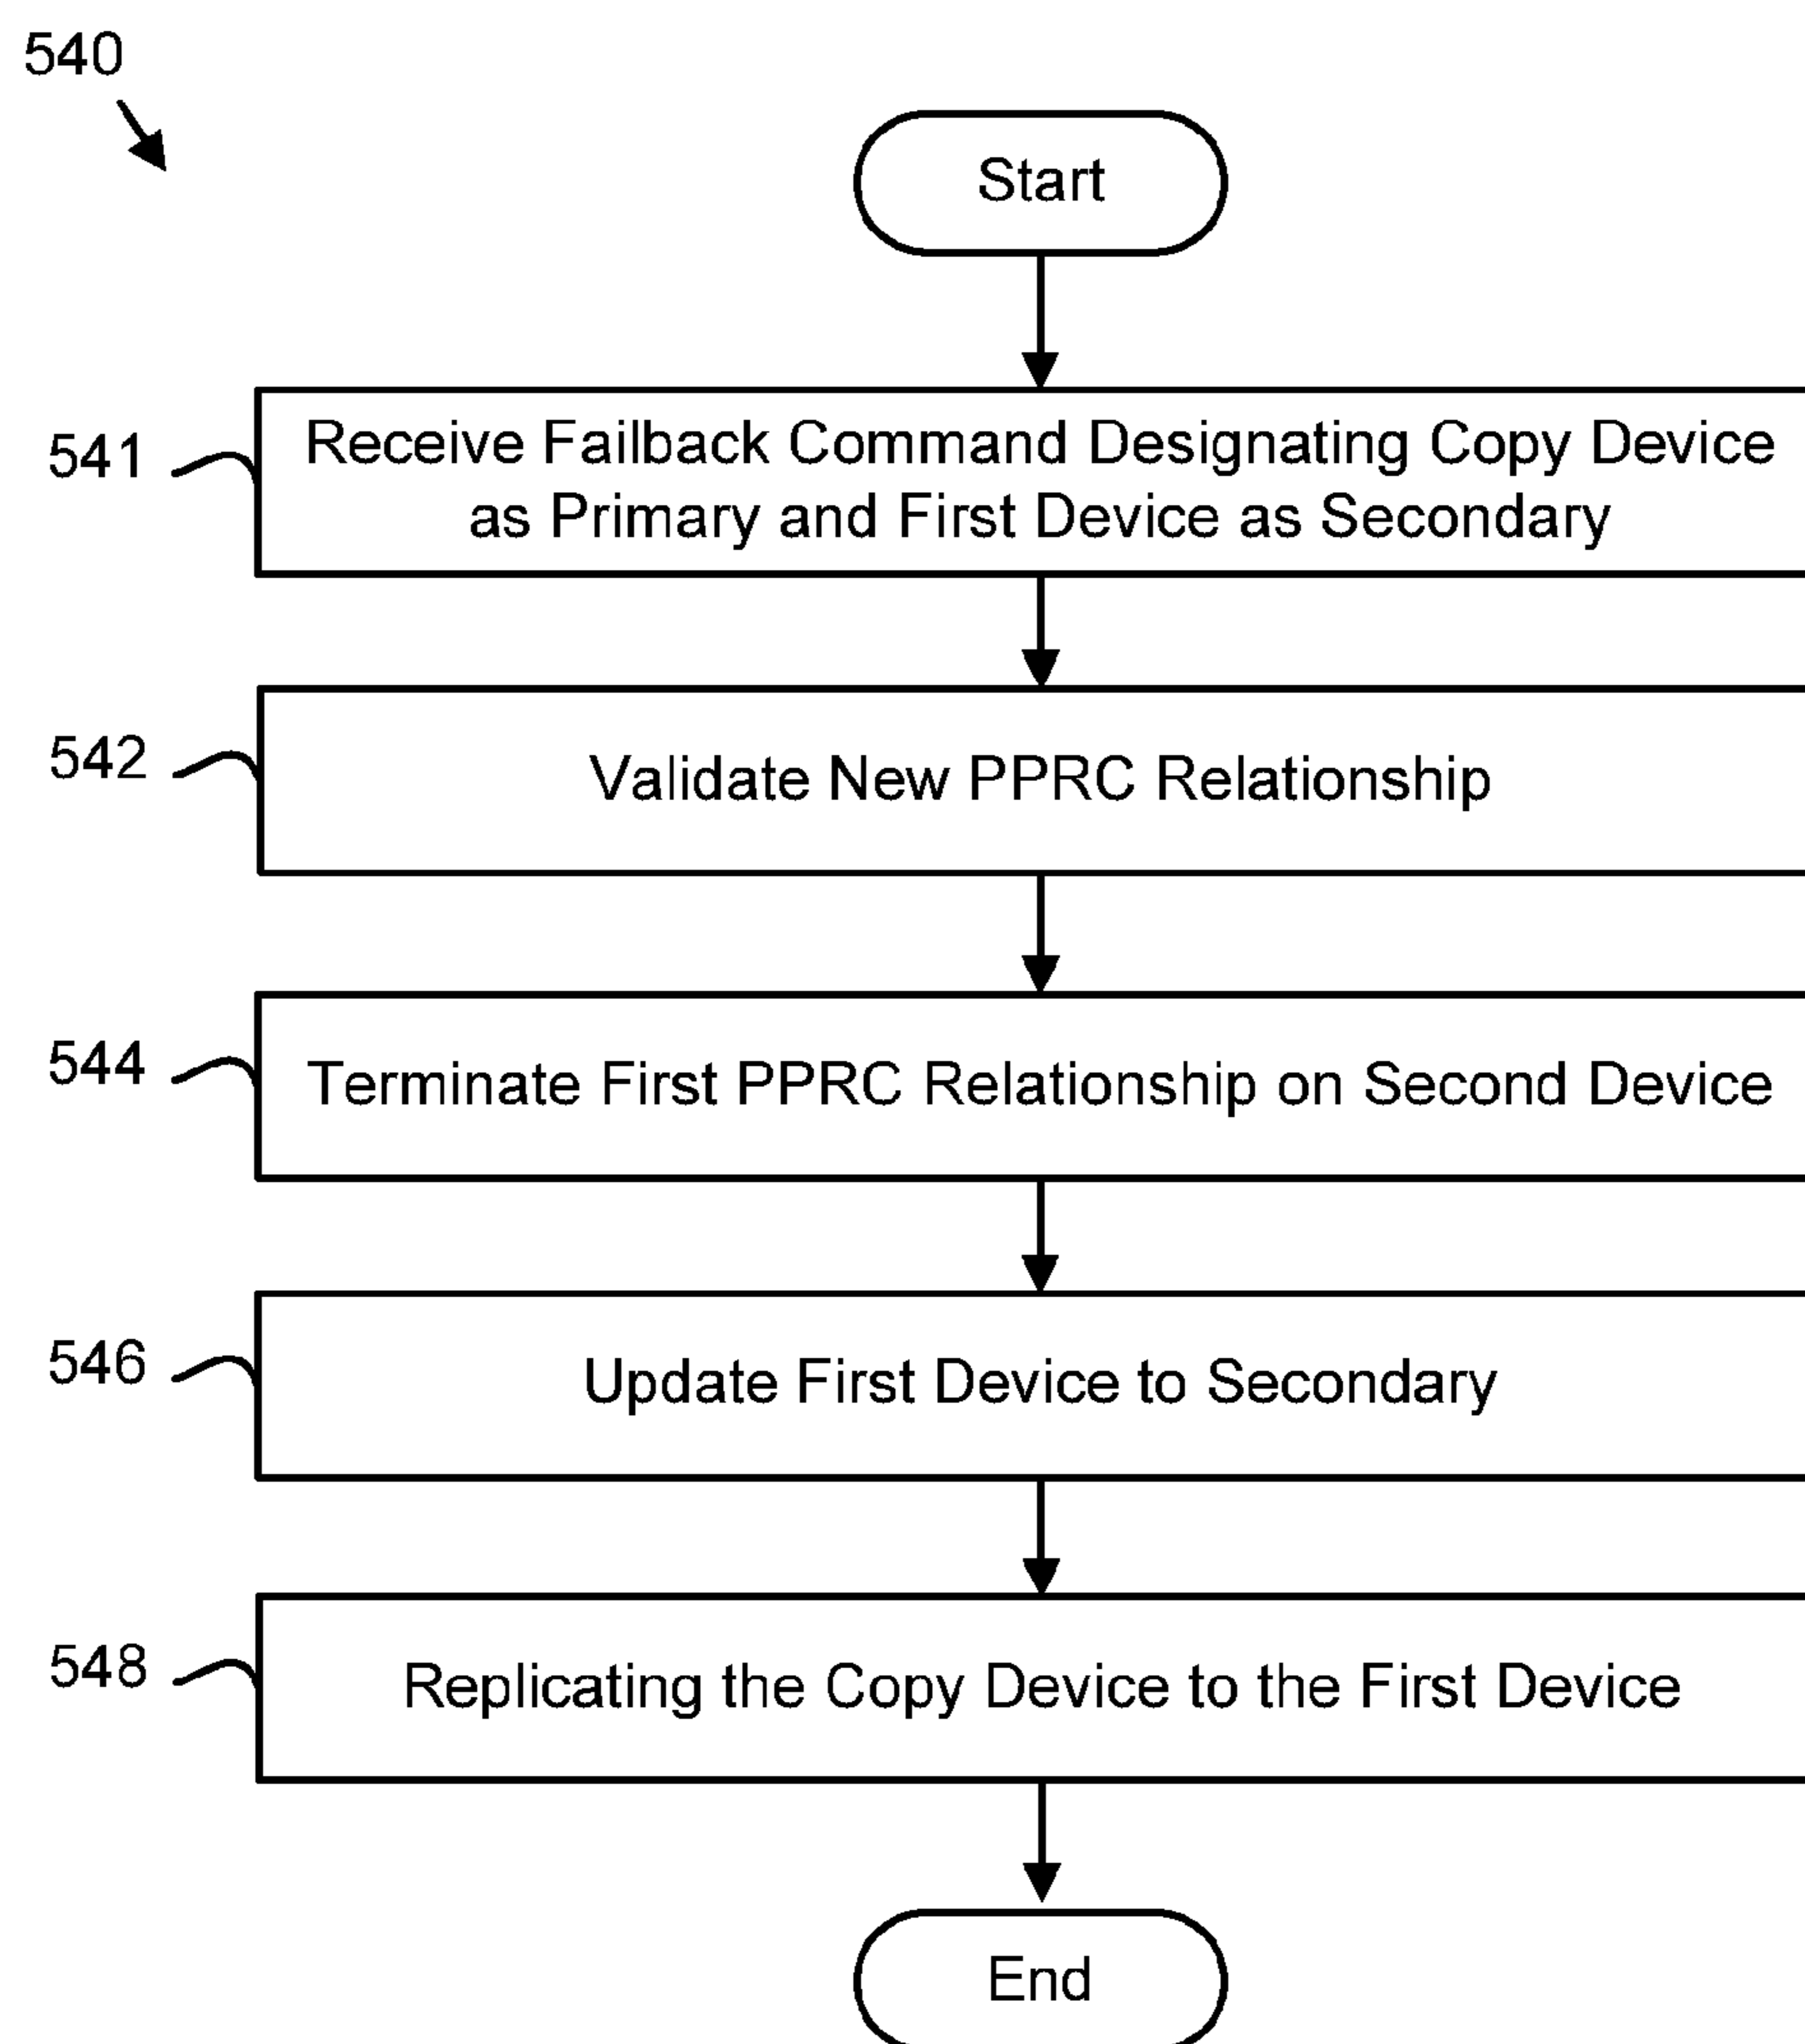 540
Start
541
Receive Failback Command Designating Copy Device
as Primary and First Device as Secondary
542
Validate New PPRC Relationship
544
Terminate First PPRC Relationship on Second Device
546
Update First Device to Secondary
548
Replicating the Copy Device to the First Device
End